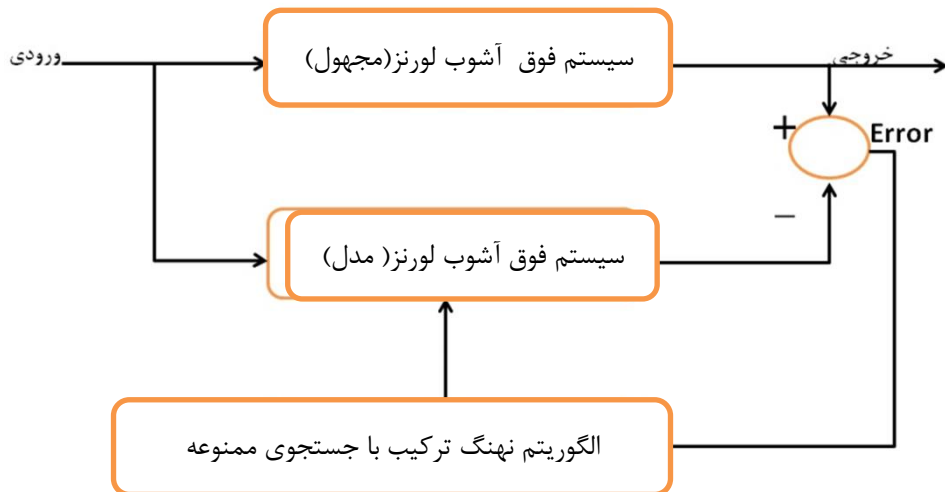 سیستم فوق آشوب لورنز(مجهول)
ورودی
خروجی
+
Error
_
سیستم فوق آشوب لورنز( مدل)
الگوریتم نهنگ ترکیب با جستجوی ممنوعه